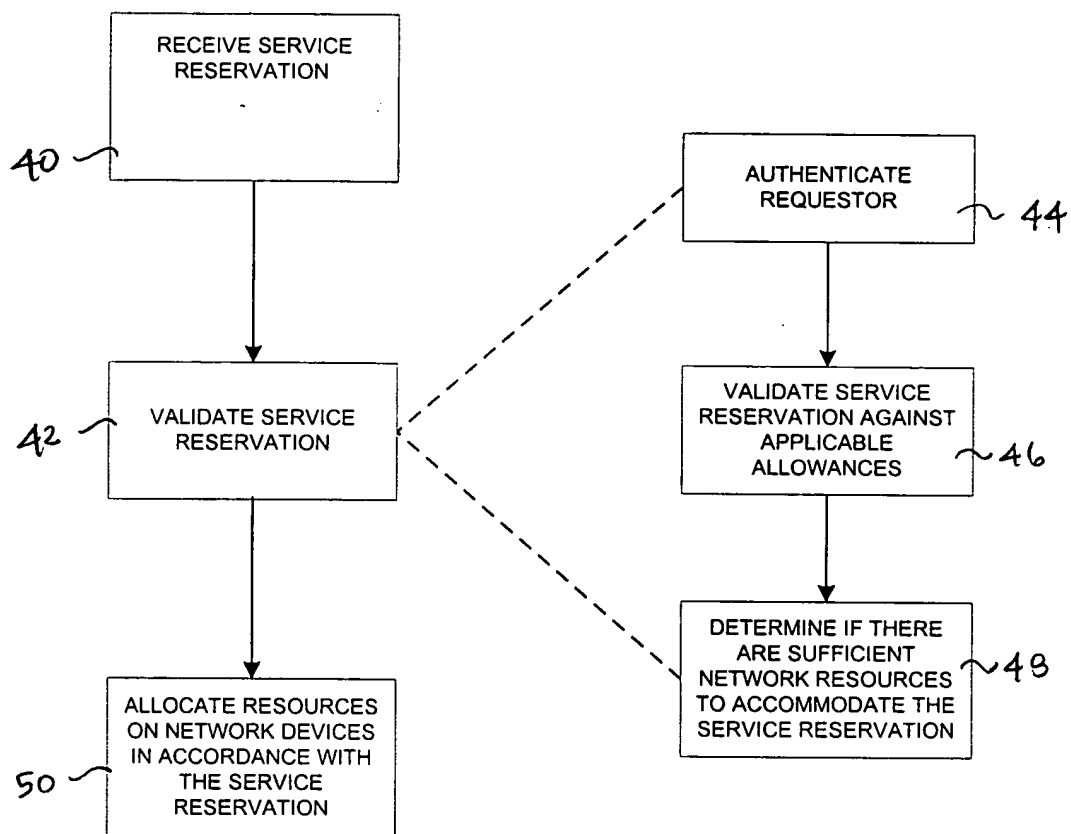 RECEIVE SERVICE
RESERVATION
40
VALIDATE SERVICE
RESERVATION
42
ALLOCATE RESOURCES
ON NETWORK DEVICES
IN ACCORDANCE WITH
THE SERVICE
RESERVATION
50
AUTHENTICATE
REQUESTOR
44
VALIDATE SERVICE
RESERVATION AGAINST
APPLICABLE
ALLOWANCES
46
DETERMINE IF THERE
ARE SUFFICIENT
NETWORK RESOURCES
TO ACCOMMODATE THE
SERVICE RESERVATION
49